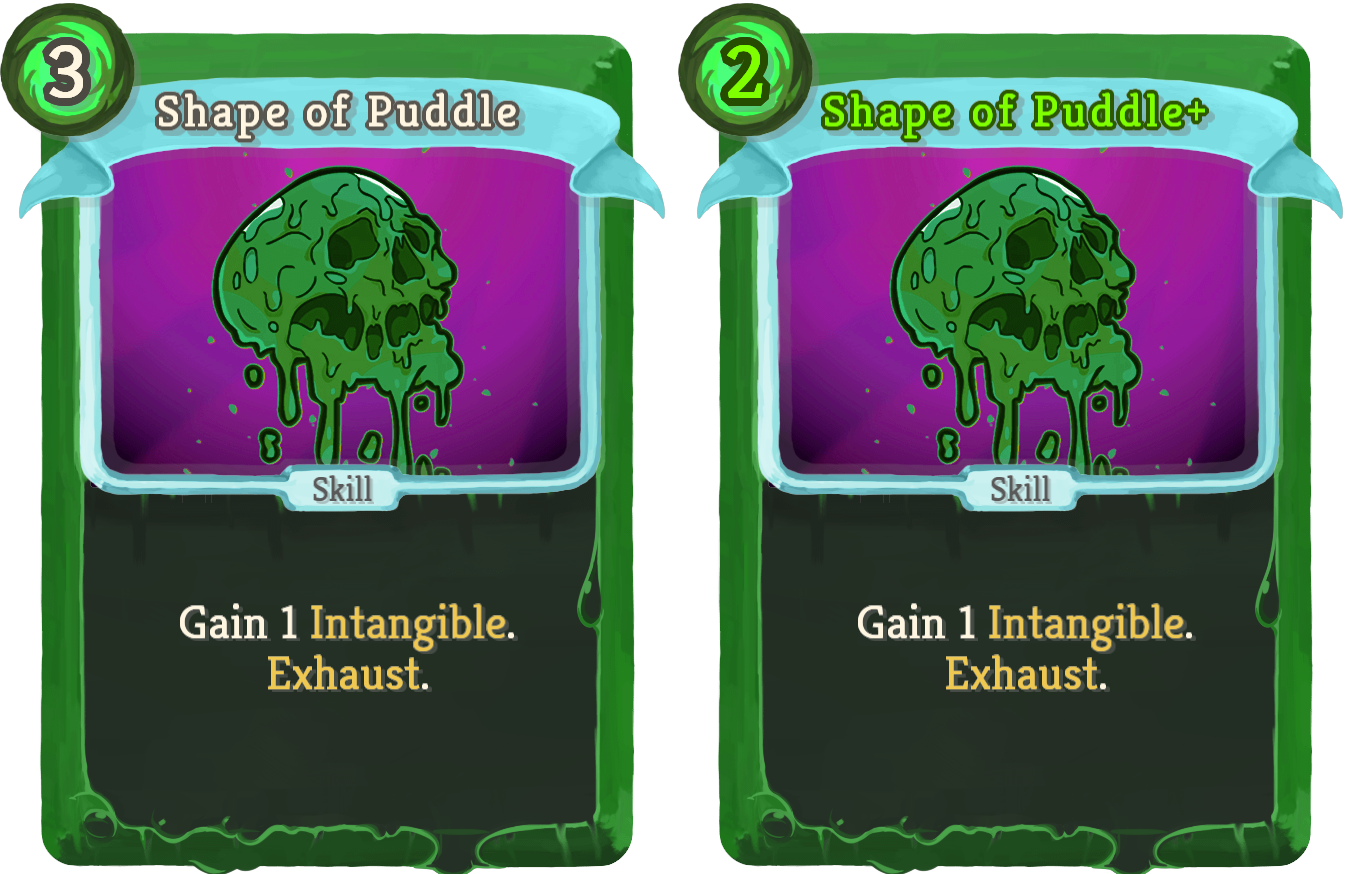 3
Shape of Puddle
Skill
Gain 1 Intangible.
Exhaust.
2
Shape of Puddle+
Skill
Gain 1 Intangible.
Exhaust.